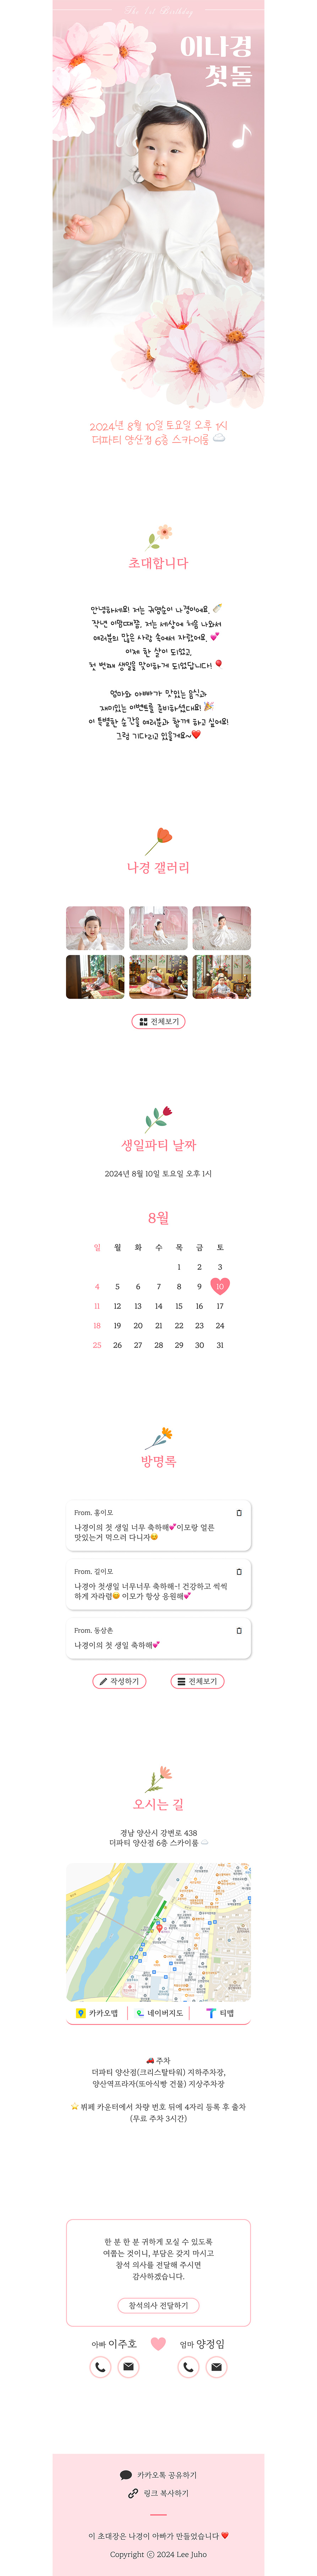 The 1st Birthday
이나경
첫돌
2024년 8월 10일 토요일 오후 1시
더파티 양산점 6층 스카이룸
초대합니다
안녕하세요! 저는 귀염둥이 나경이에요. 🍼
작년 이맘때쯤, 저는 세상에 처음 나와서
여러분의 많은 사랑 속에서 자랐어요. 💕
이제 한 살이 되었고,
첫 번째 생일을 맞이하게 되었답니다! 🎈
엄마와 아빠가 맛있는 음식과
재미있는 이벤트를 준비하셨대요! 🎉
이 특별한 순간을 여러분과 함께 하고 싶어요!
그럼 기다리고 있을게요~❤️
나경 갤러리
전체보기
생일파티 날짜
2024년 8월 10일 토요일 오후 1시
8월
일 월 화 수 목 금 토
1 2 3
4 5 6 7 8 9 10
11 12 13 14 15 16 17
18 19 20 21 22 23 24
25 26 27 28 29 30 31
방명록
From. 홍이모
나경이의 첫 생일 너무 축하해💕이모랑 얼른
맛있는거 먹으러 다니자😊
From. 김이모
나경아 첫생일 너무너무 축하해~! 건강하고 씩씩
하게 자라렴😊 이모가 항상 응원해💕
From. 동삼촌
나경이의 첫 생일 축하해💕
작성하기 전체보기
오시는 길
경남 양산시 강변로 438
더파티 양산점 6층 스카이룸
카카오맵 네이버지도 티맵
🚗 주차
더파티 양산점(크리스탈타워) 지하주차장,
양산역프라자(또아식빵 건물) 지상주차장
⭐ 뷔페 카운터에서 차량 번호 뒤에 4자리 등록 후 출차
(무료 주차 3시간)
한 분 한 분 귀하게 모실 수 있도록
여쭙는 것이니, 부담은 갖지 마시고
참석 의사를 전달해 주시면
감사하겠습니다.
참석의사 전달하기
아빠 이주호 엄마 양정임
카카오톡 공유하기
링크 복사하기
이 초대장은 나경이 아빠가 만들었습니다 ❤️
Copyright ⓒ 2024 Lee Juho